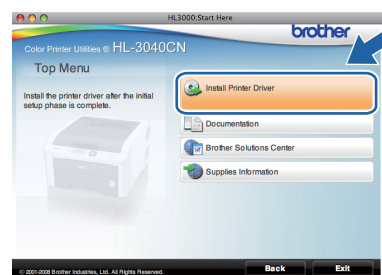 HL3000:Start Here
brother
Color Printer Utilities ® HL-3040CN
Top Menu
Install the printer driver after the initial
setup phase is complete.
Install Printer Driver
Documentation
Brother Solutions Center
Supplies Information
© 2001-2008 Brother Industries, Ltd. All Rights Reserved.
Back
Exit